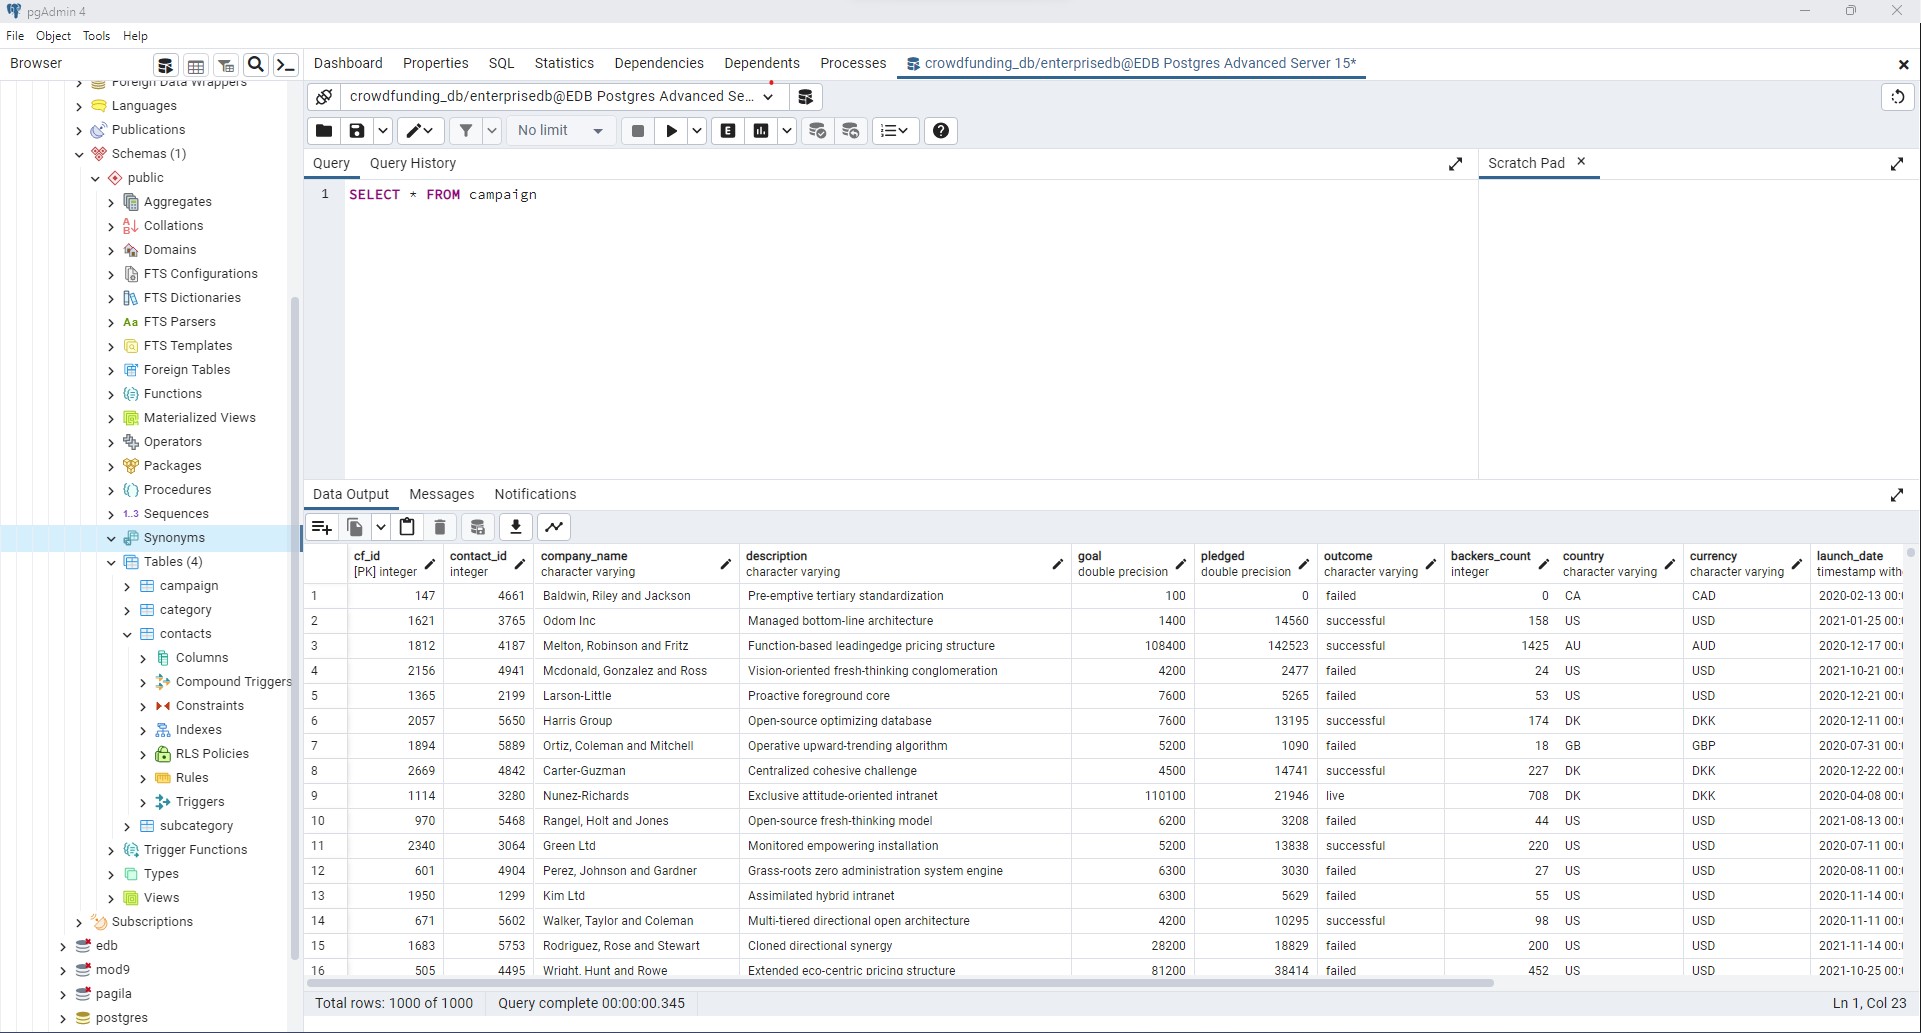 pgAdmin 4
File Object Tools Help
Browser
Dashboard Properties SQL Statistics Dependencies Dependents Processes crowdfunding_db/enterprisedb@EDB Postgres Advanced Server 15*
Foreign Data Wrappers
Languages
Publications
Schemas (1)
public
Aggregates
Collations
Domains
FTS Configurations
FTS Dictionaries
Aa FTS Parsers
FTS Templates
Foreign Tables
Functions
Materialized Views
Operators
Packages
Procedures
1..3 Sequences
Synonyms
Tables (4)
campaign
category
contacts
Columns
Compound Triggers
Constraints
Indexes
RLS Policies
Rules
Triggers
subcategory
Trigger Functions
Types
Views
Subscriptions
edb
mod9
pagila
postgres
crowdfunding_db/enterprisedb@EDB Postgres Advanced Se...
No limit
E
Query Query History
Scratch Pad
1 SELECT * FROM campaign
Data Output Messages Notifications
cf_id contact_id company_name description goal pledged outcome backers_count country currency launch_date
[PK] integer integer character varying character varying double precision double precision character varying integer character varying character varying timestamp with
1 147 4661 Baldwin, Riley and Jackson Pre-emptive tertiary standardization 100 0 failed 0 CA CAD 2020-02-13 00:
2 1621 3765 Odom Inc Managed bottom-line architecture 1400 14560 successful 158 US USD 2021-01-25 00:
3 1812 4187 Melton, Robinson and Fritz Function-based leadingedge pricing structure 108400 142523 successful 1425 AU AUD 2020-12-17 00:
4 2156 4941 Mcdonald, Gonzalez and Ross Vision-oriented fresh-thinking conglomeration 4200 2477 failed 24 US USD 2021-10-21 00:
5 1365 2199 Larson-Little Proactive foreground core 7600 5265 failed 53 US USD 2020-12-21 00:
6 2057 5650 Harris Group Open-source optimizing database 7600 13195 successful 174 DK DKK 2020-12-11 00:
7 1894 5889 Ortiz, Coleman and Mitchell Operative upward-trending algorithm 5200 1090 failed 18 GB GBP 2020-07-31 00:
8 2669 4842 Carter-Guzman Centralized cohesive challenge 4500 14741 successful 227 DK DKK 2020-12-22 00:
9 1114 3280 Nunez-Richards Exclusive attitude-oriented intranet 110100 21946 live 708 DK DKK 2020-04-08 00:
10 970 5468 Rangel, Holt and Jones Open-source fresh-thinking model 6200 3208 failed 44 US USD 2021-08-13 00:
11 2340 3064 Green Ltd Monitored empowering installation 5200 13838 successful 220 US USD 2020-07-11 00:
12 601 4904 Perez, Johnson and Gardner Grass-roots zero administration system engine 6300 3030 failed 27 US USD 2020-08-11 00:
13 1950 1299 Kim Ltd Assimilated hybrid intranet 6300 5629 failed 55 US USD 2020-11-14 00:
14 671 5602 Walker, Taylor and Coleman Multi-tiered directional open architecture 4200 10295 successful 98 US USD 2020-11-11 00:
15 1683 5753 Rodriguez, Rose and Stewart Cloned directional synergy 28200 18829 failed 200 US USD 2021-11-14 00:
16 505 4495 Wright, Hunt and Rowe Extended eco-centric pricing structure 81200 38414 failed 452 US USD 2021-10-25 00:
Total rows: 1000 of 1000 Query complete 00:00:00.345 Ln 1, Col 23